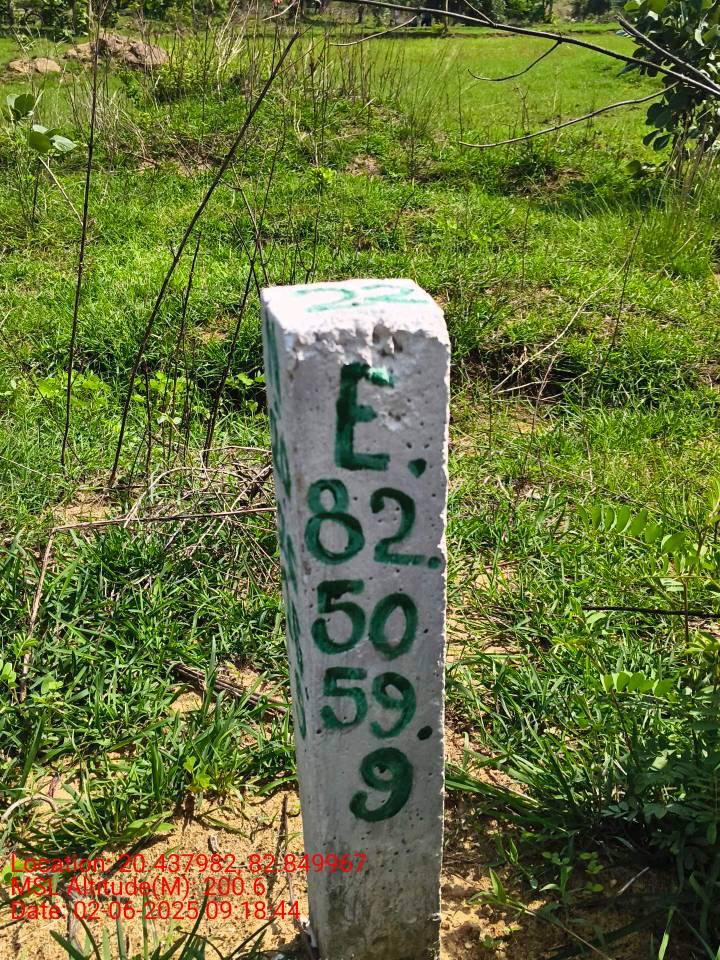 22
E.
82.
50
59.
9
Location: 20.437982, 82.849967
MSL Altitude(M): 200.6
Date: 02-06-2025 09:18:44